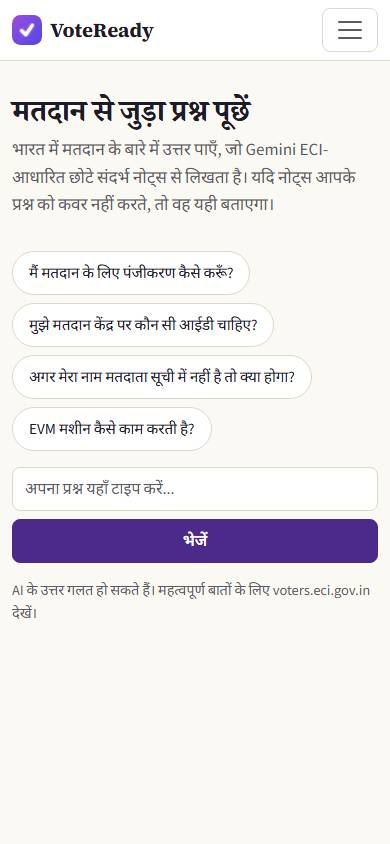 VoteReady
मतदान से जुड़ा प्रश्न पूछें
भारत में मतदान के बारे में उत्तर पाएँ, जो Gemini ECI-
आधारित छोटे संदर्भ नोट्स से लिखता है। यदि नोट्स आपके
प्रश्न को कवर नहीं करते, तो वह यही बताएगा।
मैं मतदान के लिए पंजीकरण कैसे करूँ?
मुझे मतदान केंद्र पर कौन सी आईडी चाहिए?
अगर मेरा नाम मतदाता सूची में नहीं है तो क्या होगा?
EVM मशीन कैसे काम करती है?
अपना प्रश्न यहाँ टाइप करें...
भेजें
AI के उत्तर गलत हो सकते हैं। महत्वपूर्ण बातों के लिए voters.eci.gov.in
देखें।